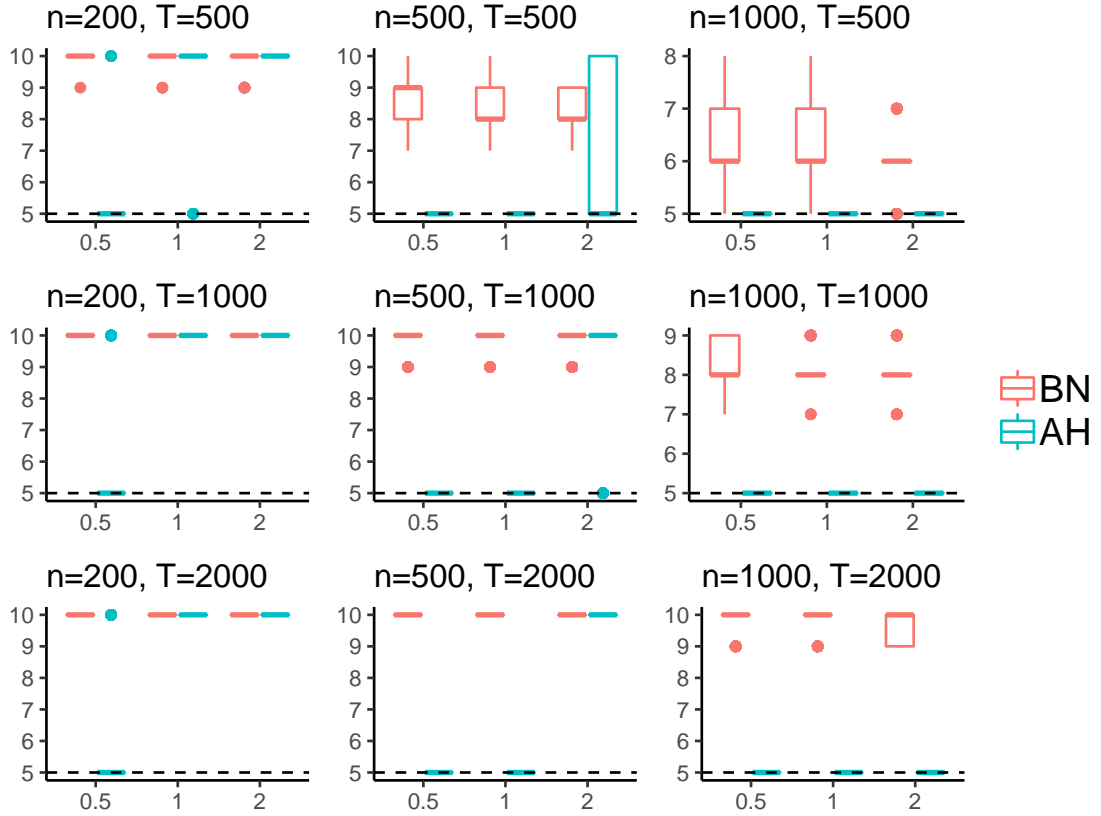 n=200, T=500
10
9
8
7
6
5
0.5 1 2
n=500, T=500
10
9
8
7
6
5
0.5 1 2
n=1000, T=500
8
7
6
5
0.5 1 2
n=200, T=1000
10
9
8
7
6
5
0.5 1 2
n=500, T=1000
10
9
8
7
6
5
0.5 1 2
n=1000, T=1000
9
8
7
6
5
0.5 1 2
BN
AH
n=200, T=2000
10
9
8
7
6
5
0.5 1 2
n=500, T=2000
10
9
8
7
6
5
0.5 1 2
n=1000, T=2000
10
9
8
7
6
5
0.5 1 2